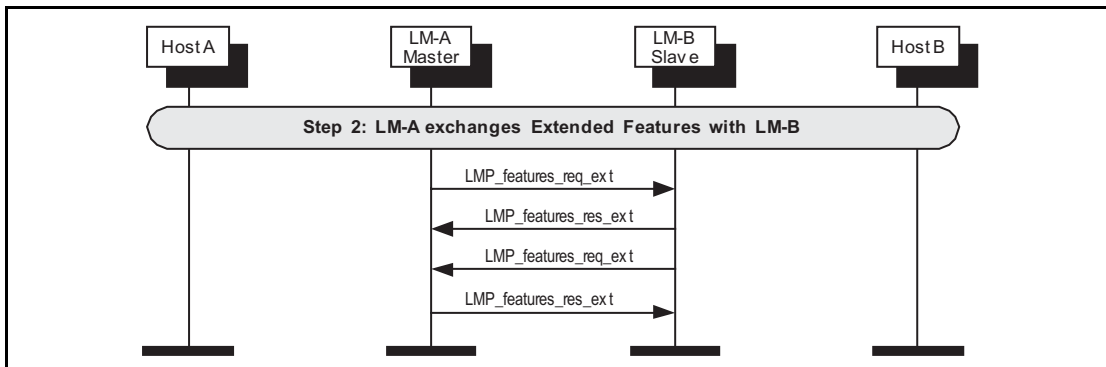 Host A
LM-A
Master
LM-B
Slave
Host B
Step 2: LM-A exchanges Extended Features with LM-B
LMP_features_req_ext
LMP_features_res_ext
LMP_features_req_ext
LMP_features_res_ext